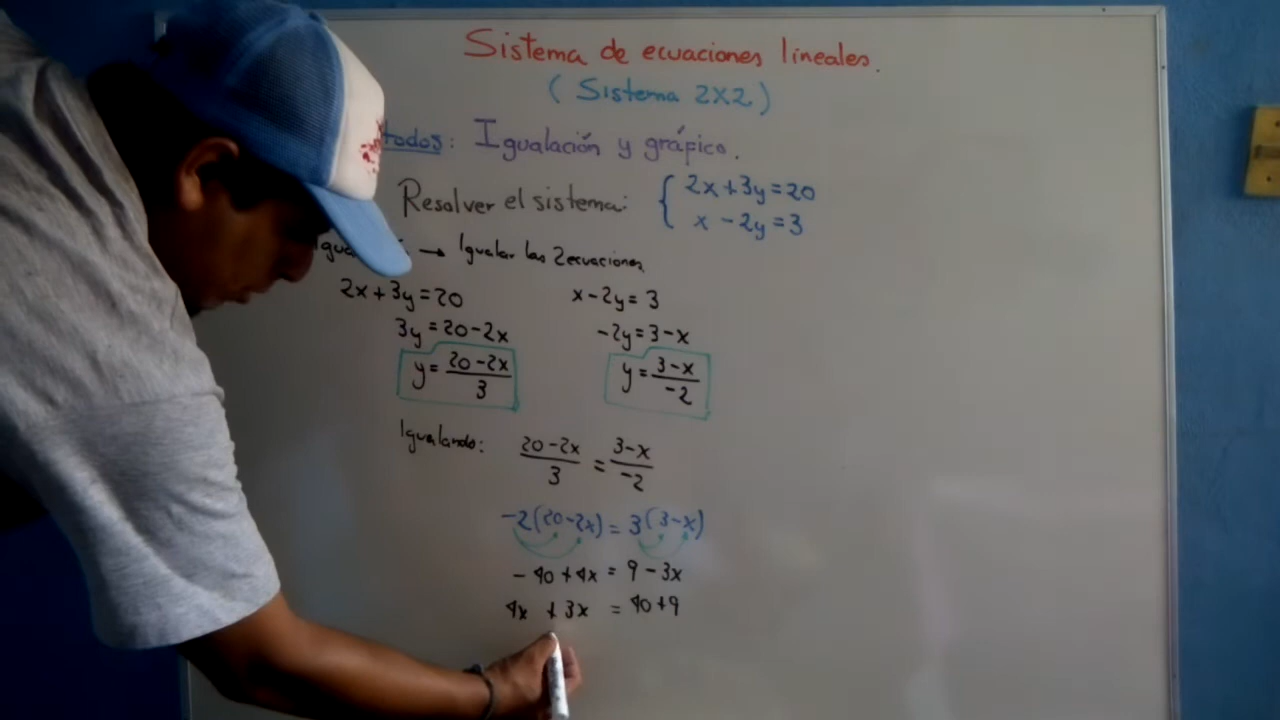 Sistema de ecuaciones lineales.
(Sistema 2x2)
todos: Igualación y gráfico.
Resolver el sistema: { 2x+3y=20
x-2y=3
→ Igualar las 2 ecuaciones
2x+3y=20 x-2y=3
3y=20-2x -2y=3-x
y=20-2x/3 y=3-x/-2
Igualando: 20-2x/3 = 3-x/-2
-2(20-2x)=3(3-x)
-40+4x=9-3x
4x+3x=40+9